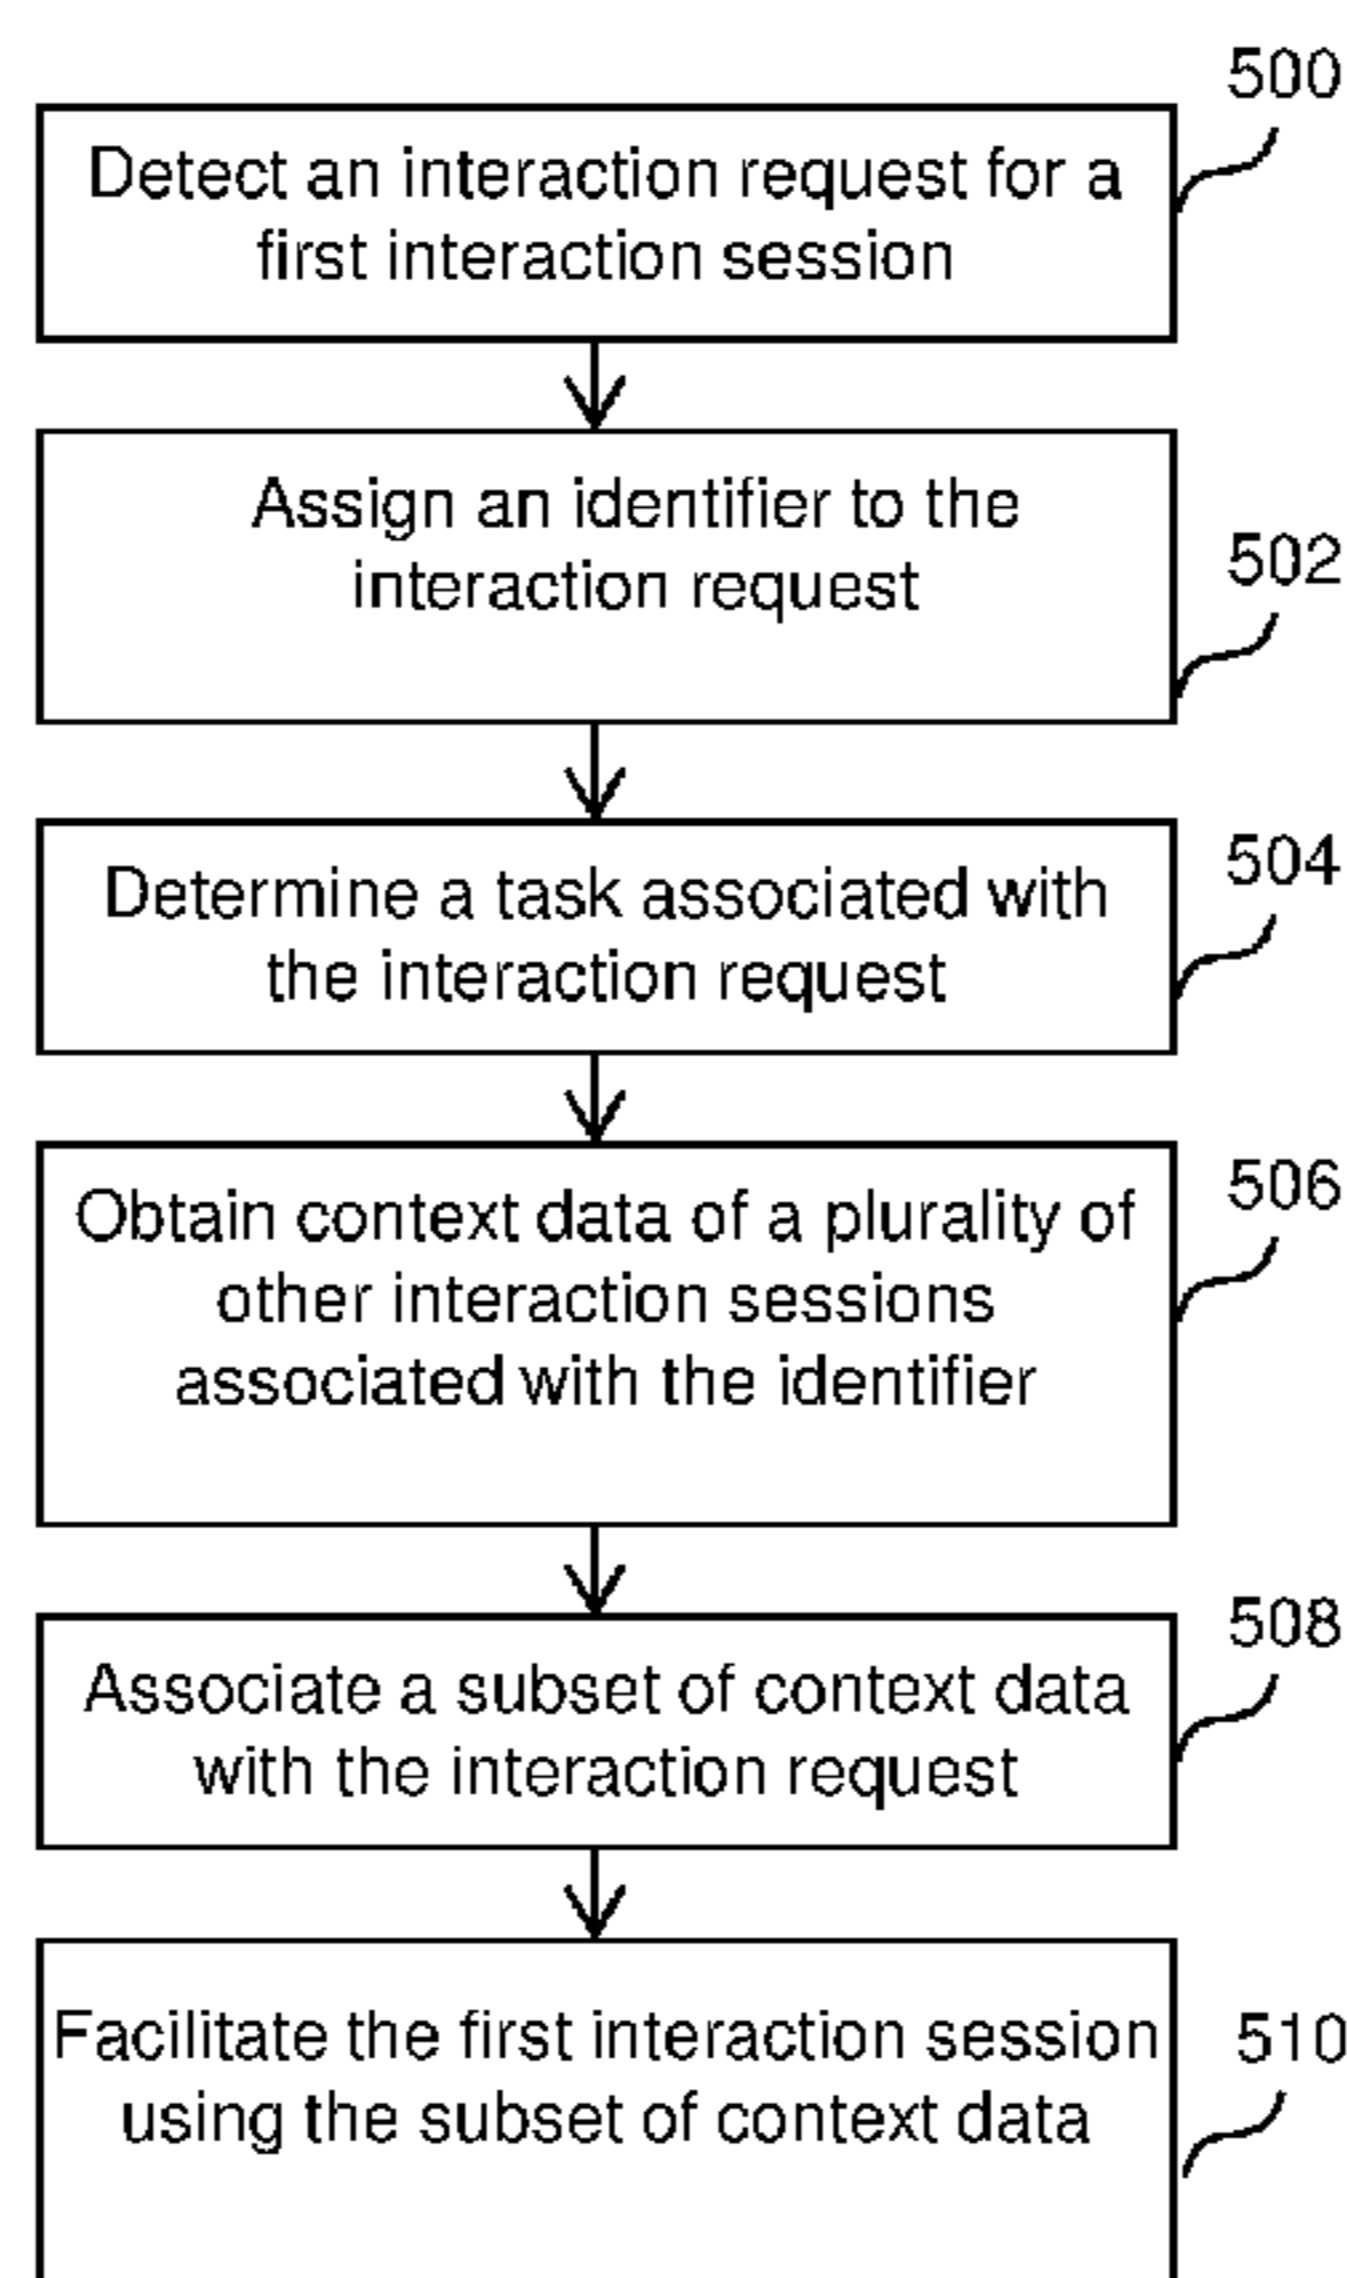 500
Detect an interaction request for a
first interaction session
Assign an identifier to the
interaction request
502
Determine a task associated with
the interaction request
504
Obtain context data of a plurality of
other interaction sessions
associated with the identifier
506
Associate a subset of context data
with the interaction request
508
Facilitate the first interaction session
using the subset of context data
510